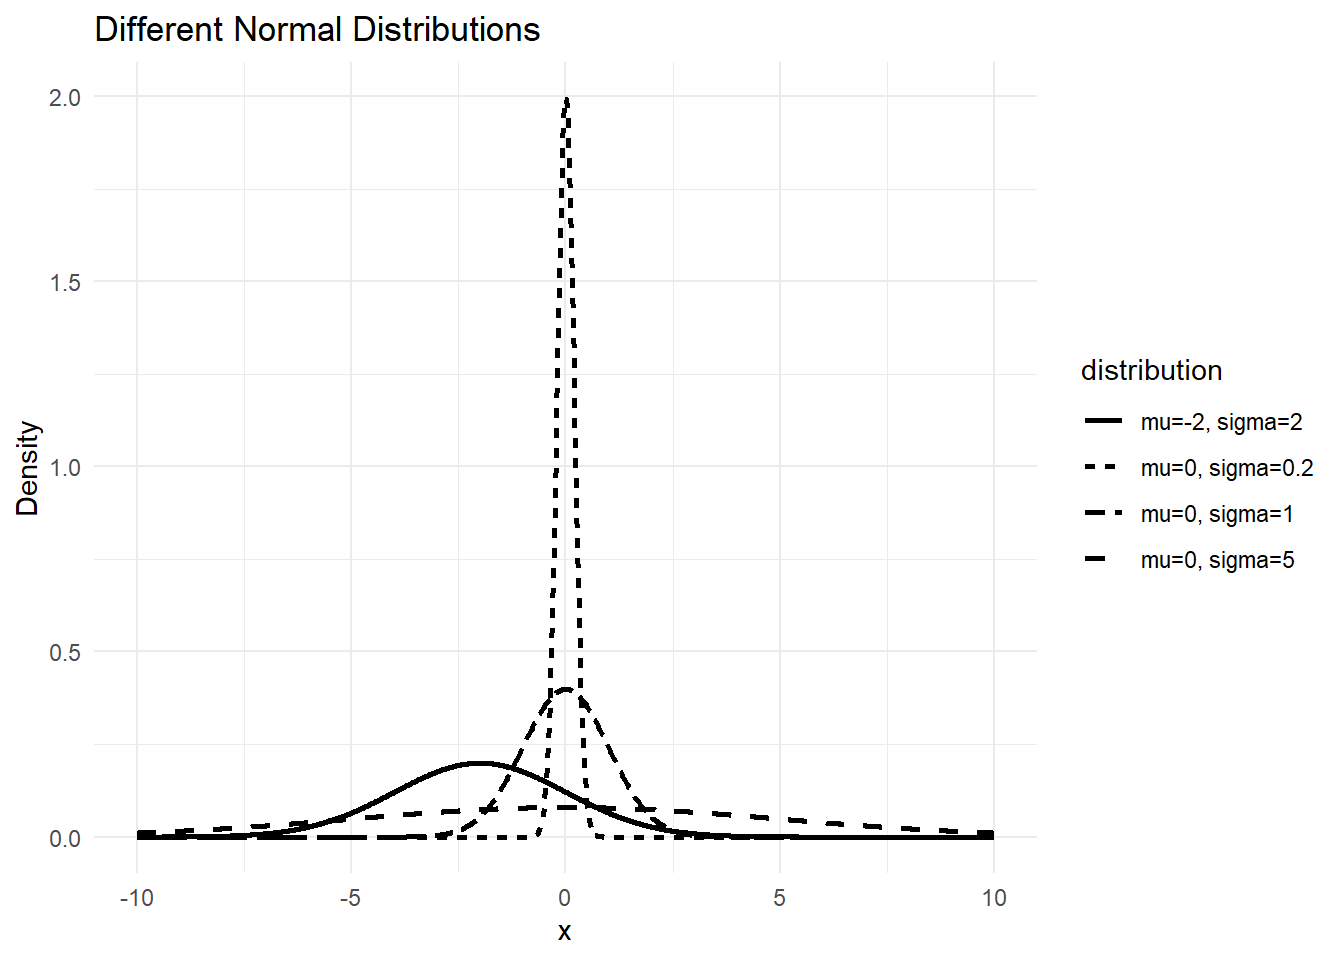 Different Normal Distributions
2.0
1.5
1.0
0.5
0.0
Density
-10 -5 0 5 10
x
distribution
mu=-2, sigma=2
mu=0, sigma=0.2
mu=0, sigma=1
mu=0, sigma=5